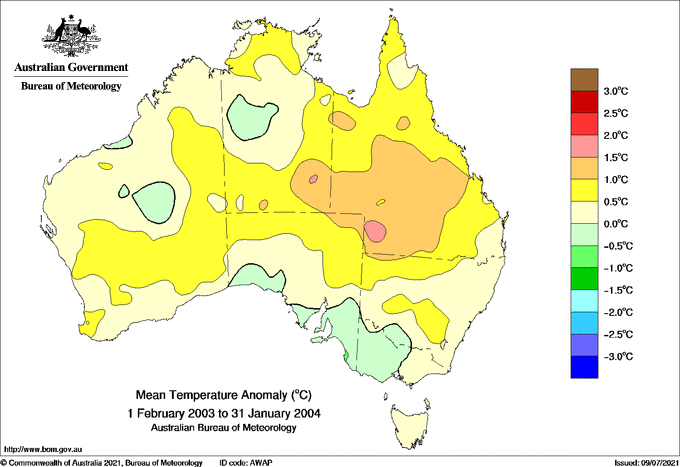 Australian Government
Bureau of Meteorology
3.0°C
2.5°C
2.0°C
1.5°C
1.0°C
0.5°C
0.0°C
-0.5°C
-1.0°C
-1.5°C
-2.0°C
-2.5°C
-3.0°C
Mean Temperature Anomaly (°C)
1 February 2003 to 31 January 2004
Australian Bureau of Meteorology
http://www.bom.gov.au
© Commonwealth of Australia 2021, Bureau of Meteorology ID code: AWAP Issued: 09/07/2021